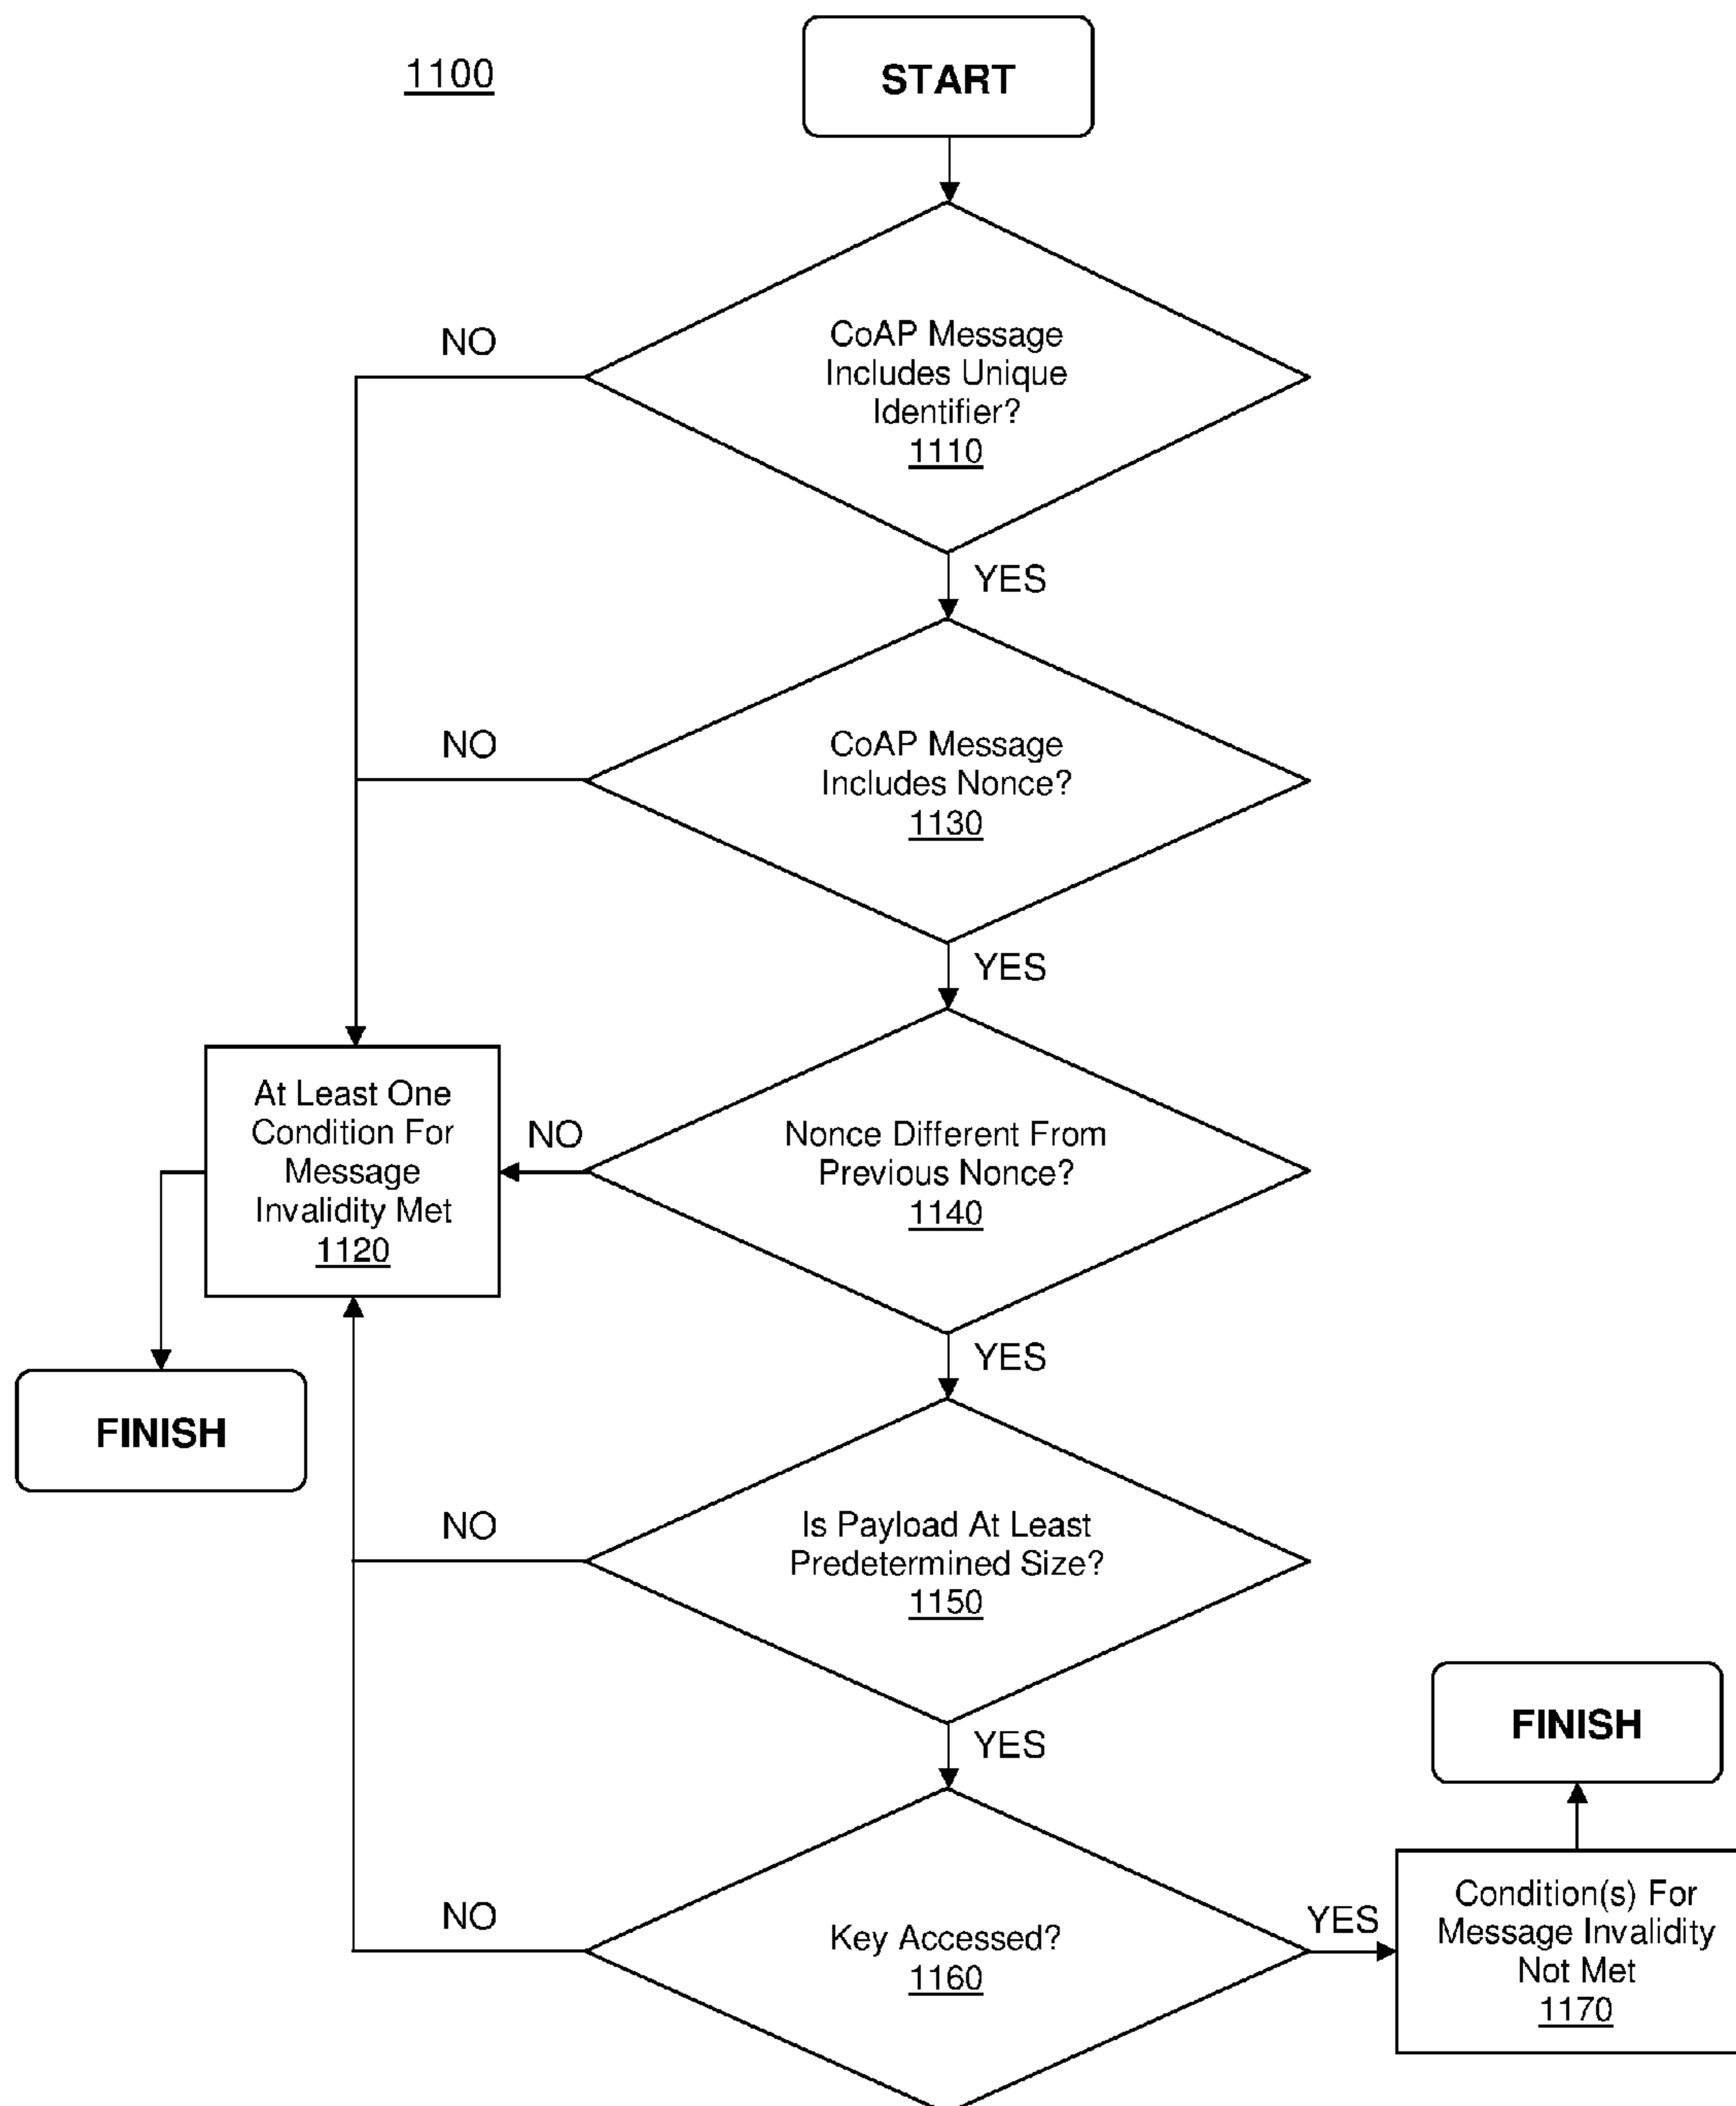 1100
START
CoAP Message
Includes Unique
Identifier?
1110
NO
YES
CoAP Message
Includes Nonce?
1130
NO
YES
Nonce Different From
Previous Nonce?
1140
NO
At Least One
Condition For
Message
Invalidity Met
1120
FINISH
YES
Is Payload At Least
Predetermined Size?
1150
NO
YES
Key Accessed?
1160
NO
YES
Condition(s) For
Message Invalidity
Not Met
1170
FINISH